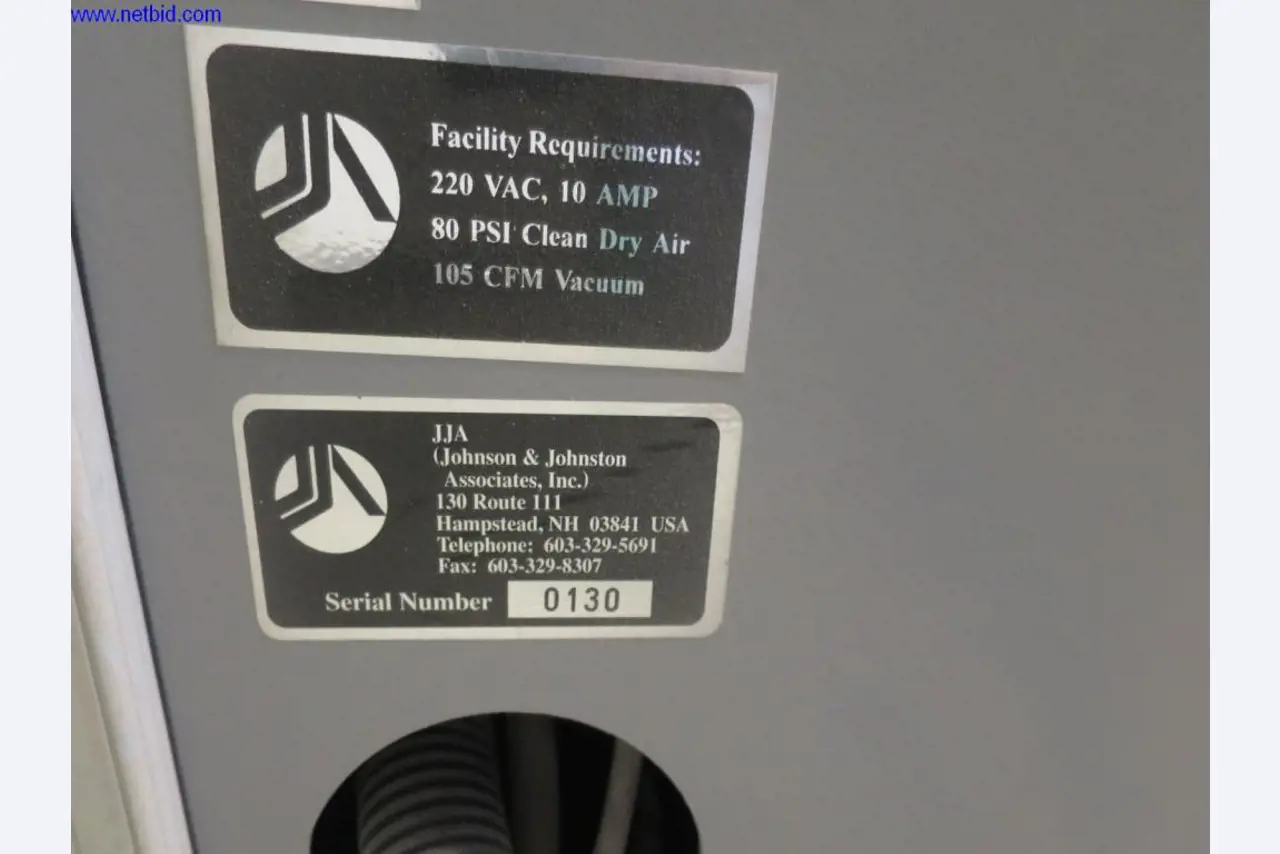 www.netbid.com
Facility Requirements:
220 VAC, 10 AMP
80 PSI Clean Dry Air
105 CFM Vacuum
JJA
(Johnson & Johnston
Associates, Inc.)
130 Route 111
Hampstead, NH 03841 USA
Telephone: 603-329-5691
Fax: 603-329-8307
Serial Number 0130